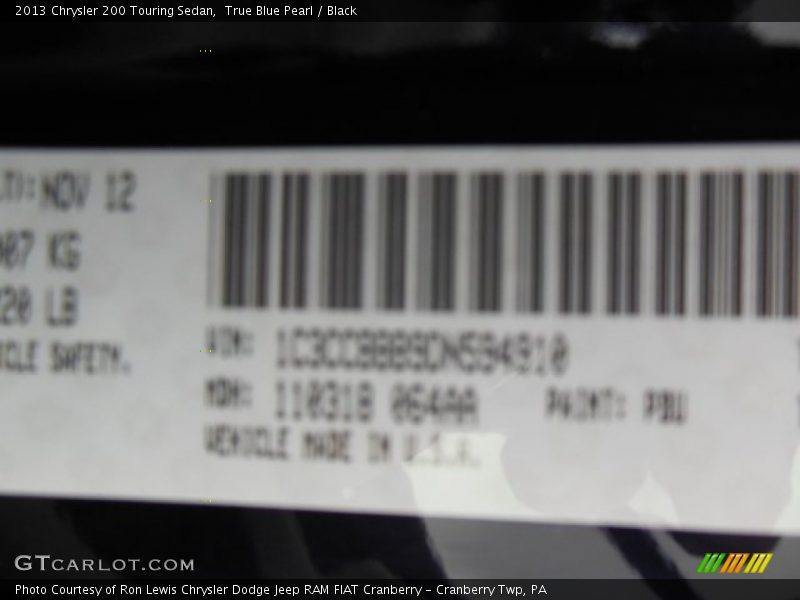 2013 Chrysler 200 Touring Sedan, True Blue Pearl / Black
NOV 12
KG
LB
SAFETY.
VIN: 1C3CCBBB9DN594910
MDH: 110318 064AA PAINT: PBU
VEHICLE MADE IN U.S.A.
GTCARLOT.COM
Photo Courtesy of Ron Lewis Chrysler Dodge Jeep RAM FIAT Cranberry – Cranberry Twp, PA